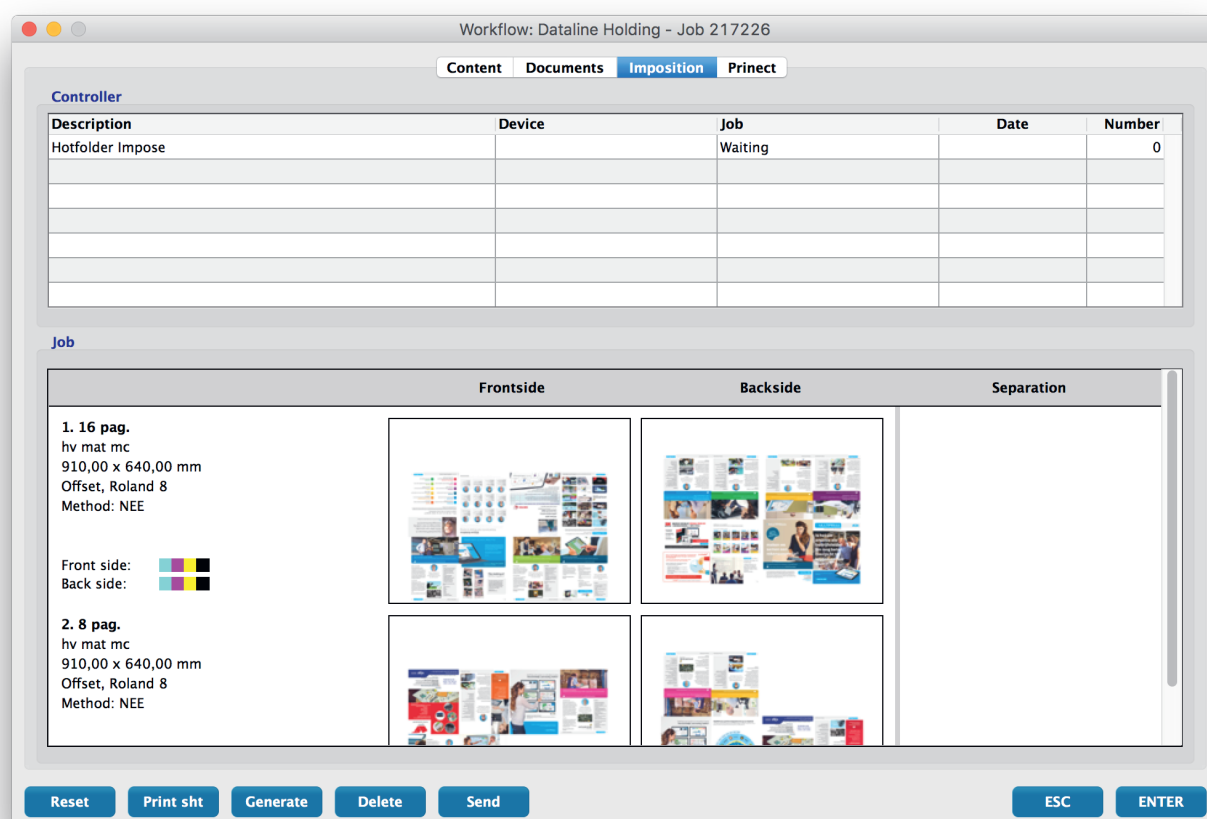 Workflow: Dataline Holding - Job 217226
Content Documents Imposition Prinect
Controller
Description Device Job Date Number
Hotfolder Impose Waiting 0
Job
Frontside Backside Separation
1. 16 pag.
hv mat mc
910,00 x 640,00 mm
Offset, Roland 8
Method: NEE
Front side:
Back side:
2. 8 pag.
hv mat mc
910,00 x 640,00 mm
Offset, Roland 8
Method: NEE
Reset Print sht Generate Delete Send ESC ENTER